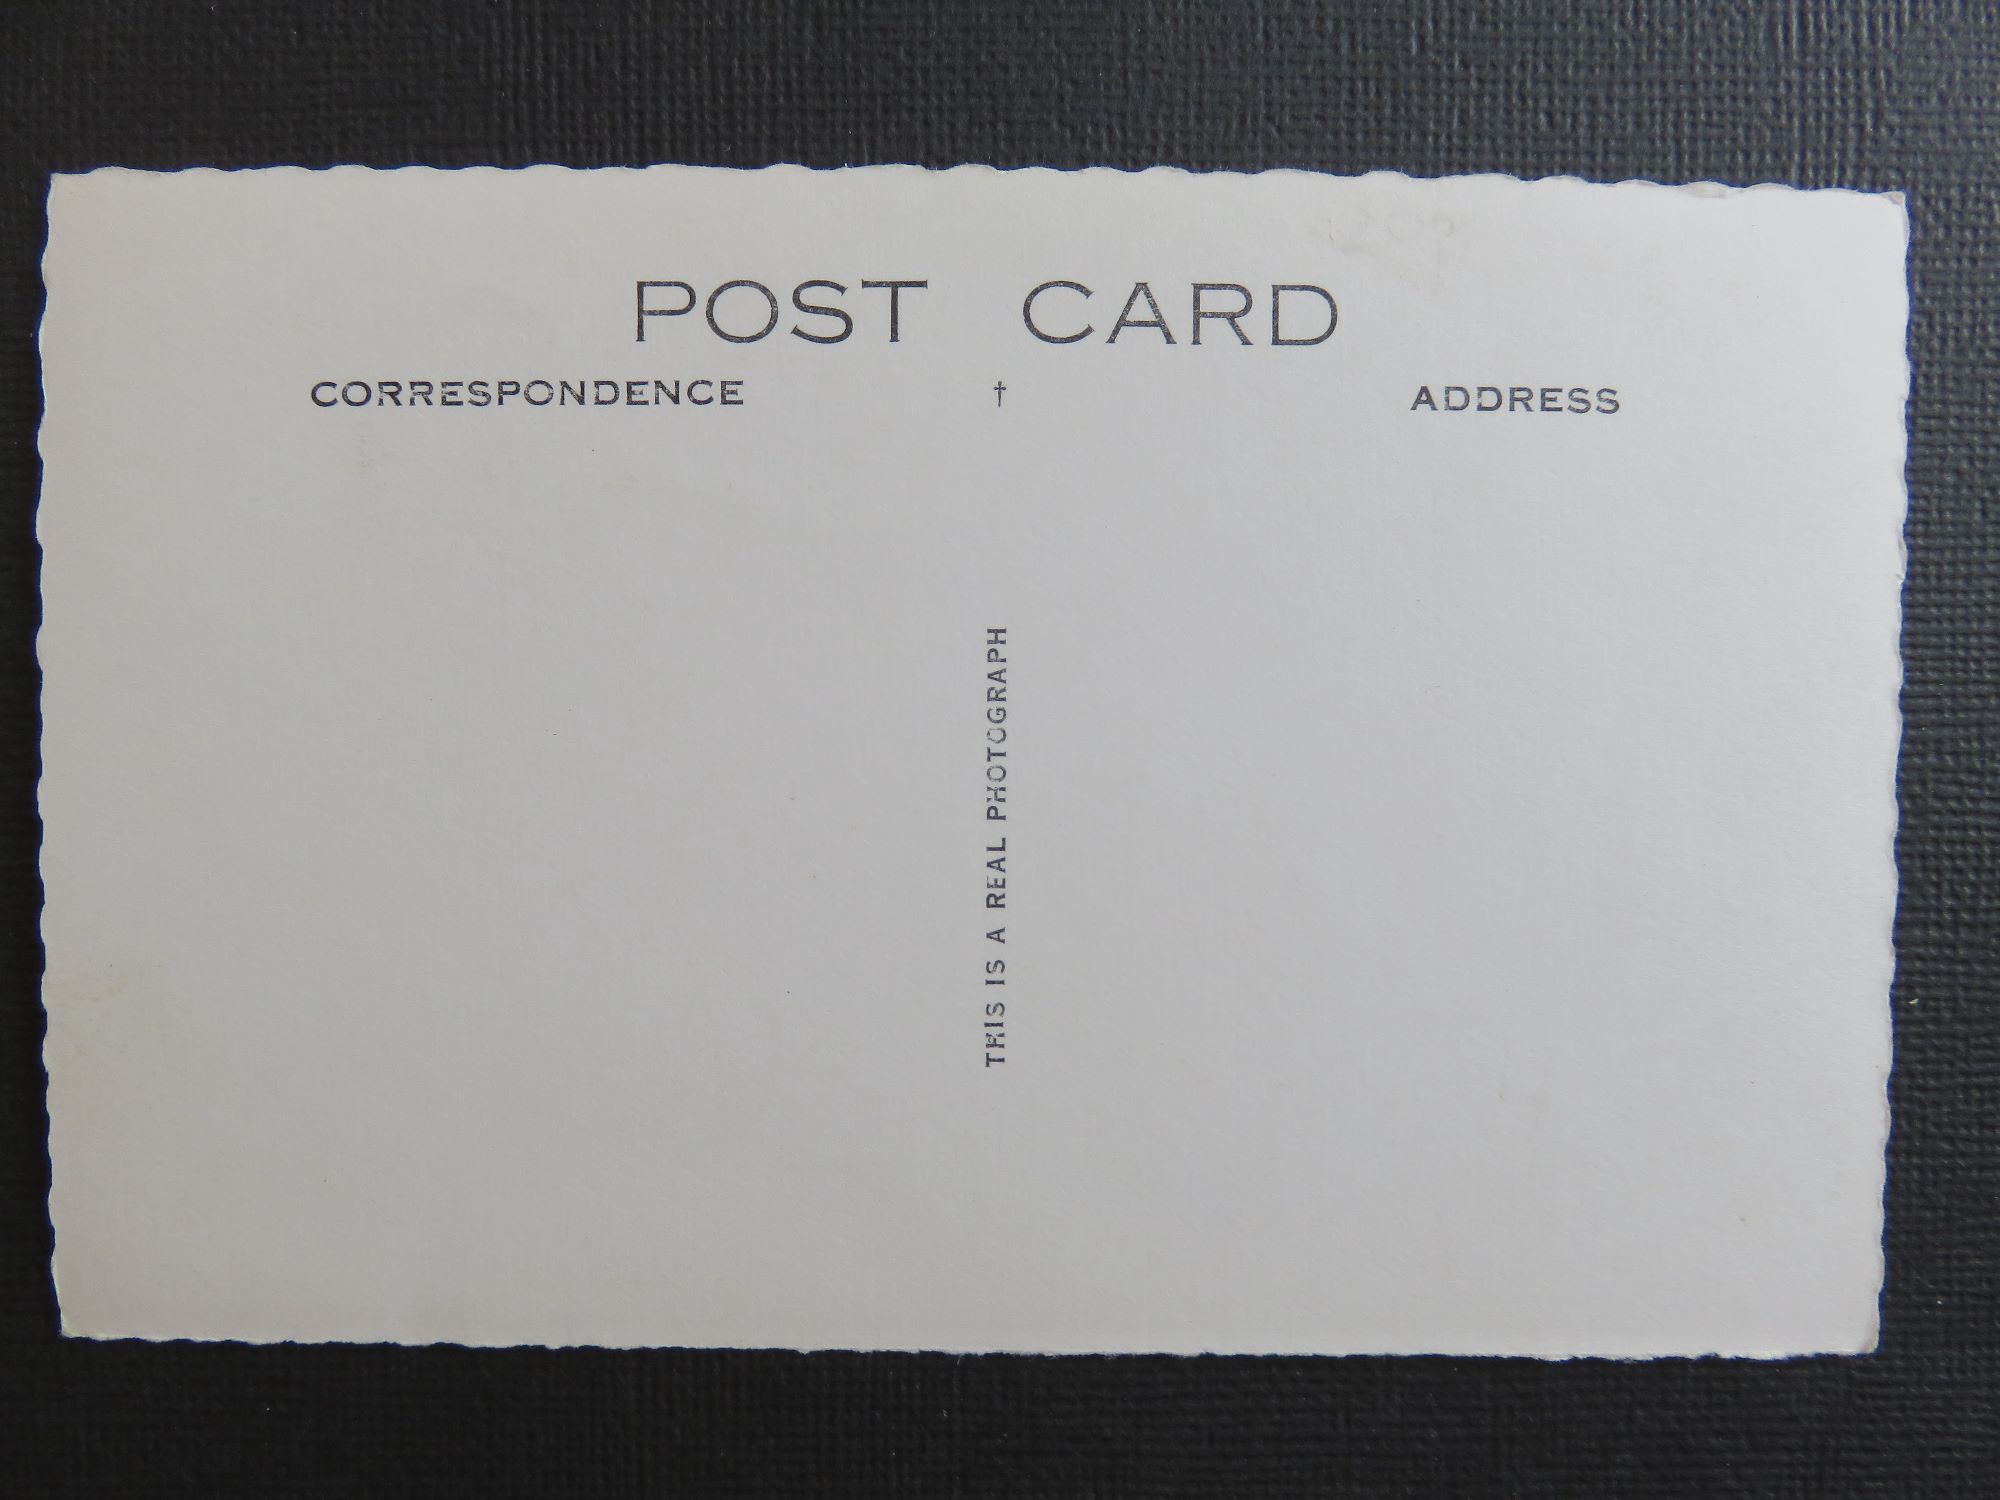 POST CARD
CORRESPONDENCE † ADDRESS
THIS IS A REAL PHOTOGRAPH